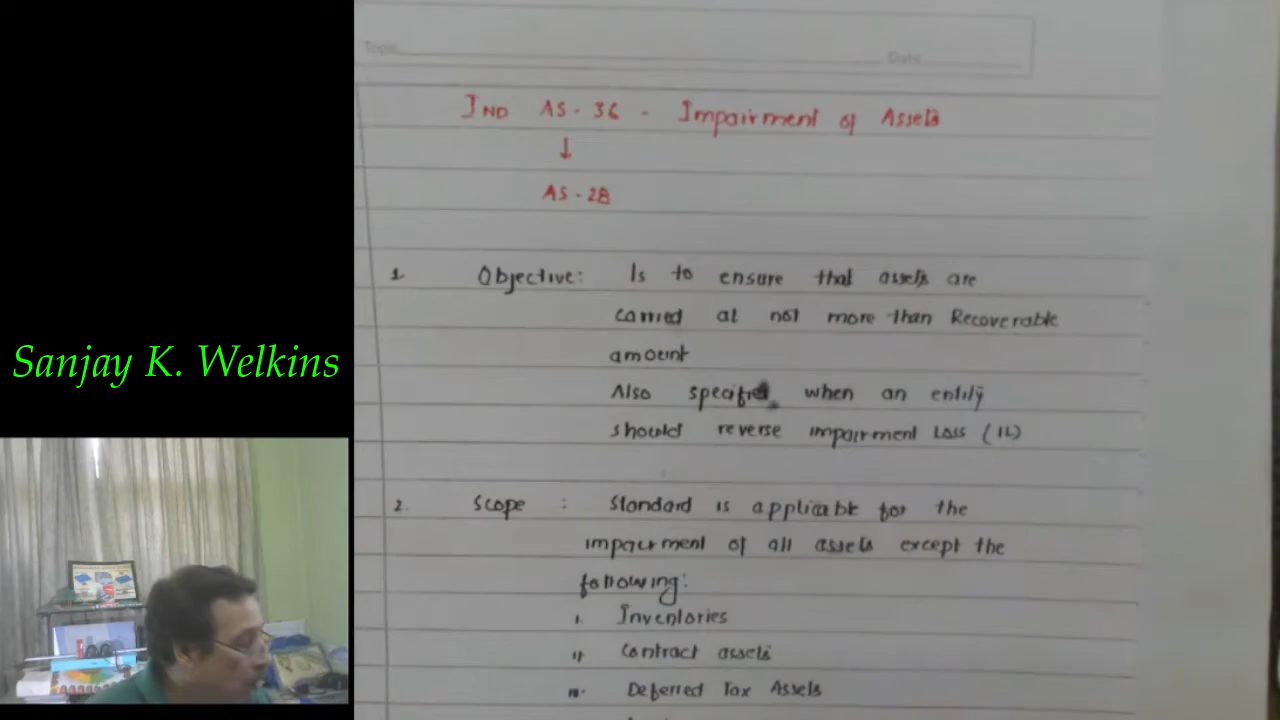 Topic
Date
IND AS - 36 - Impairment of Assets
↓
AS - 28
1 Objective: Is to ensure that assets are
carried at not more than Recoverable
amount
Also specified when an entity
should reverse impairment Loss (IL)
2. Scope : Standard is applicable for the
impairment of all assets except the
following:
i. Inventories
ii Contract assets
iii. Deferred Tax Assets
Sanjay K. Welkins